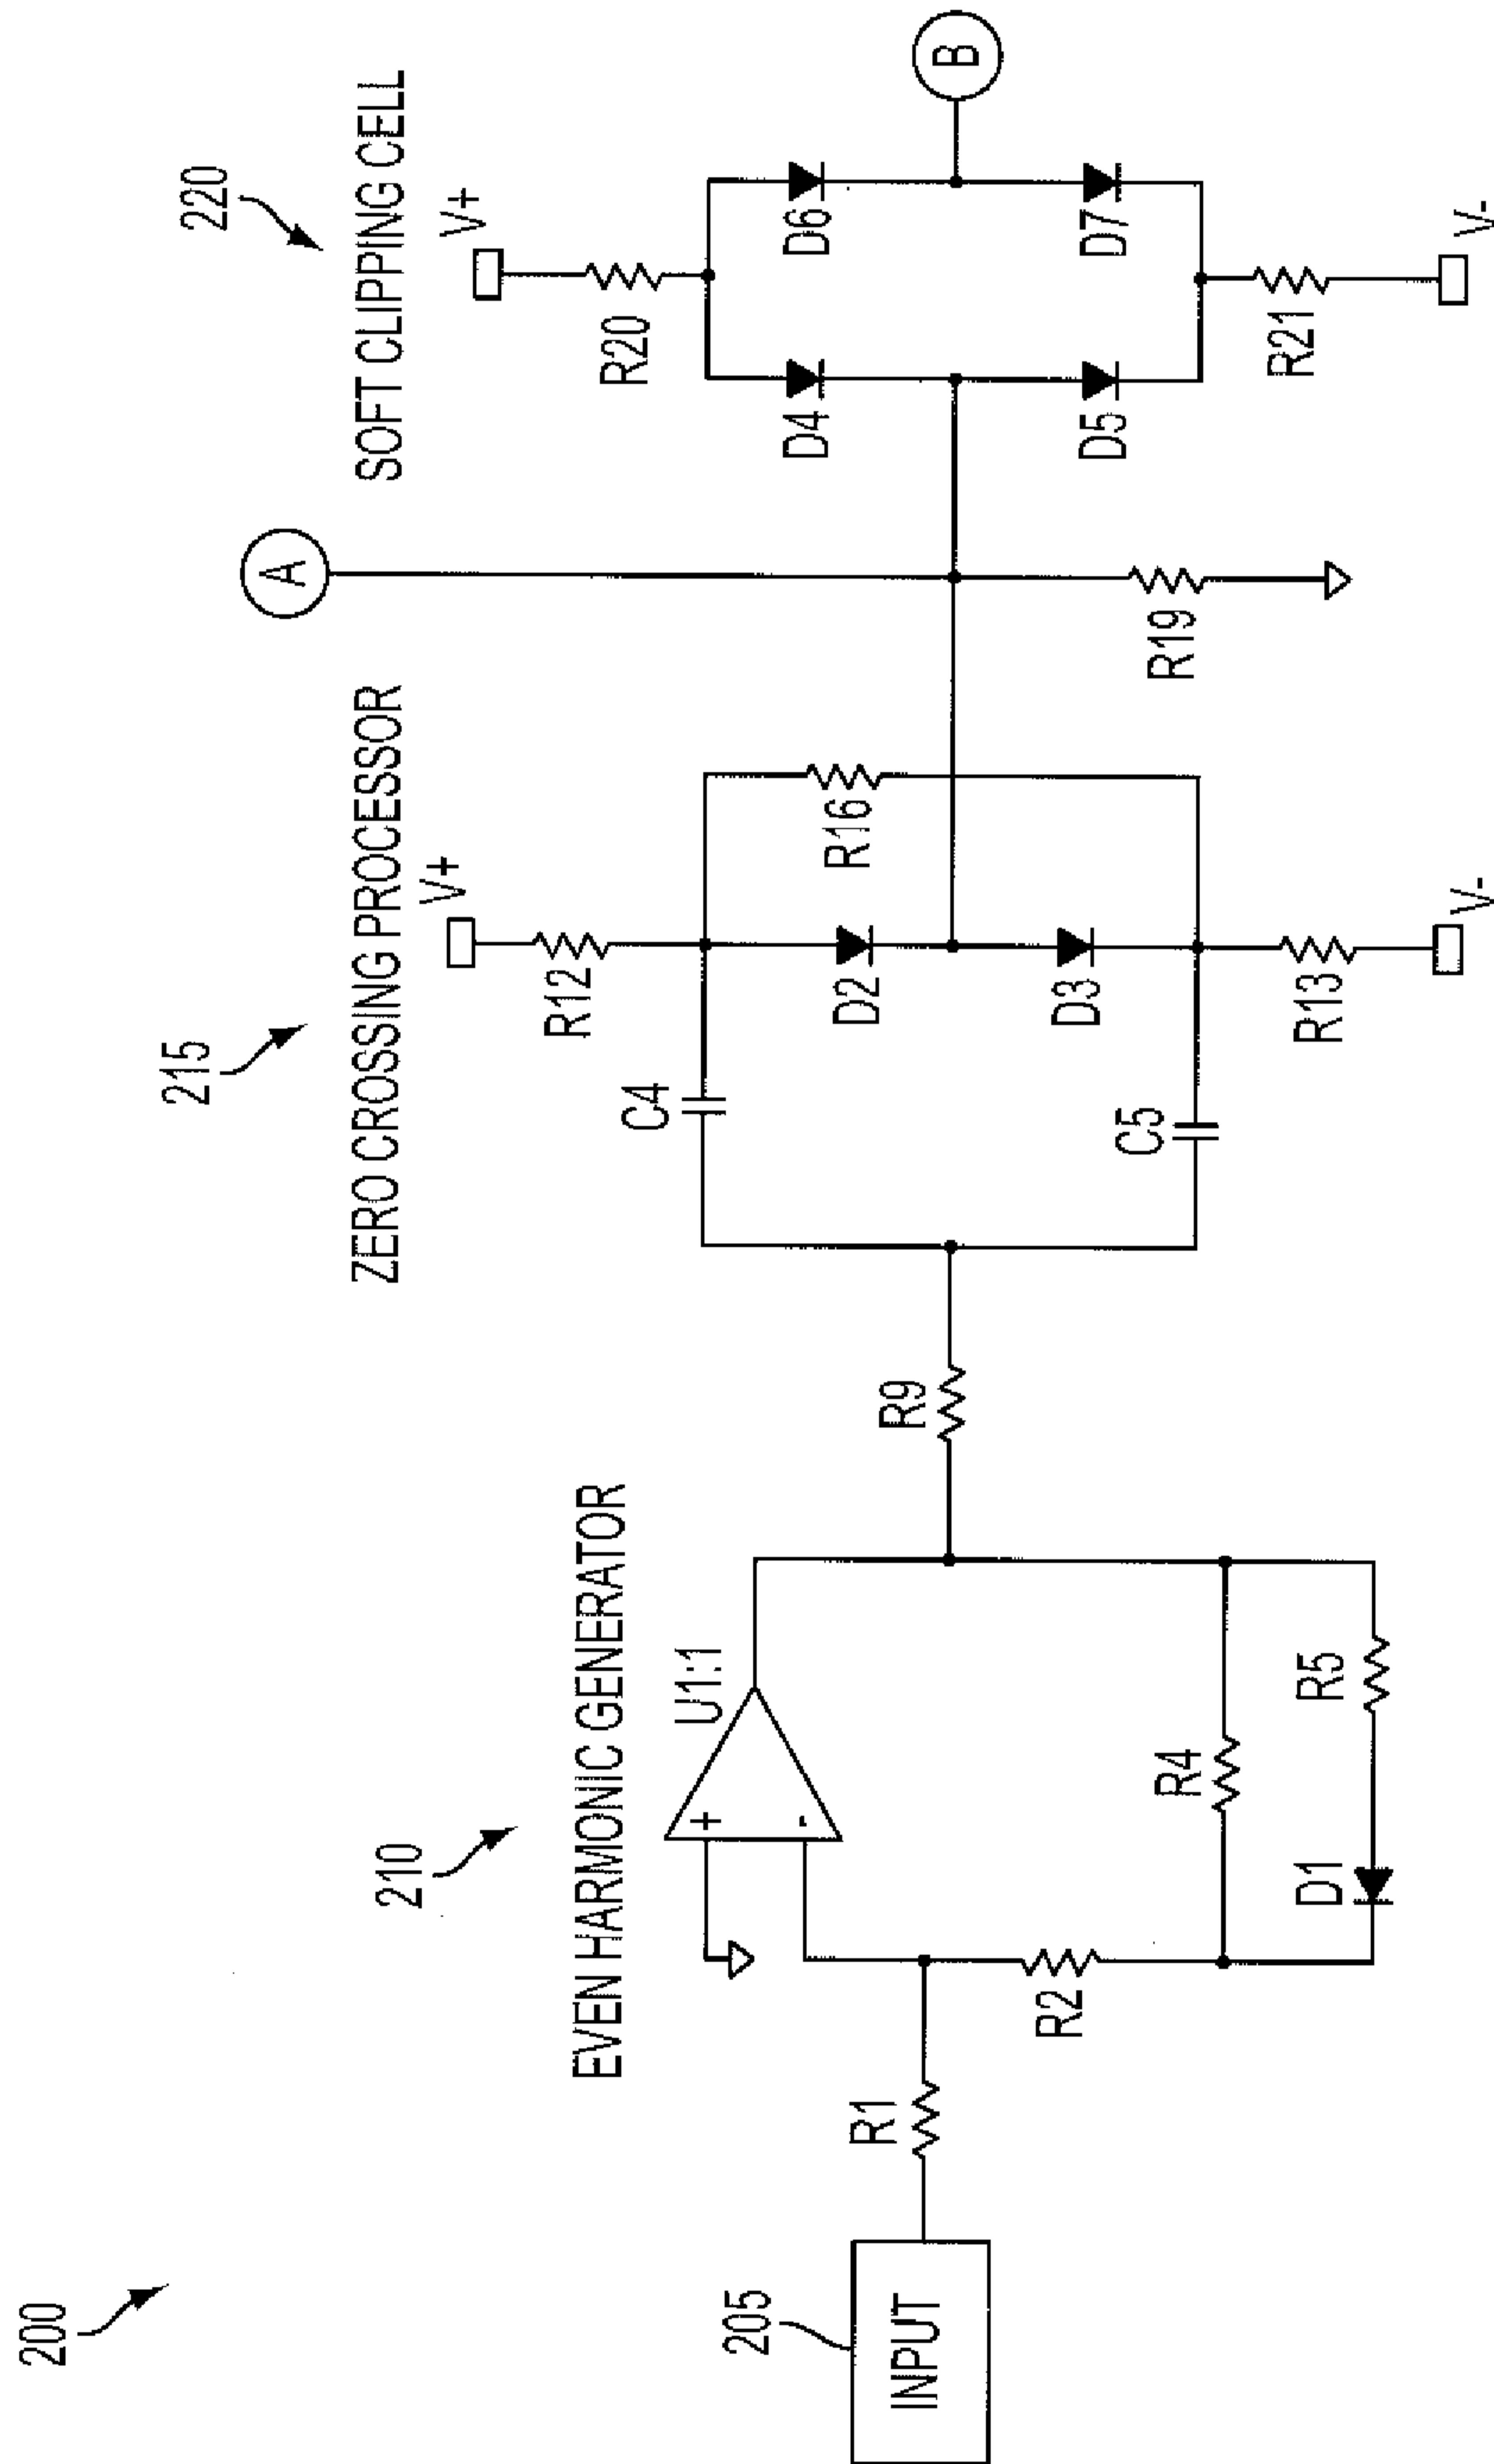 200
205
INPUT
R1
210
EVEN HARMONIC GENERATOR
U1:1
+
-
R2
R4
D1
R5
R9
215
ZERO CROSSING PROCESSOR
V+
R12
C4
D2
R16
D3
C5
R13
V-
A
R19
220
SOFT CLIPPING CELL
V+
R20
D4
D6
B
D5
D7
R21
V-